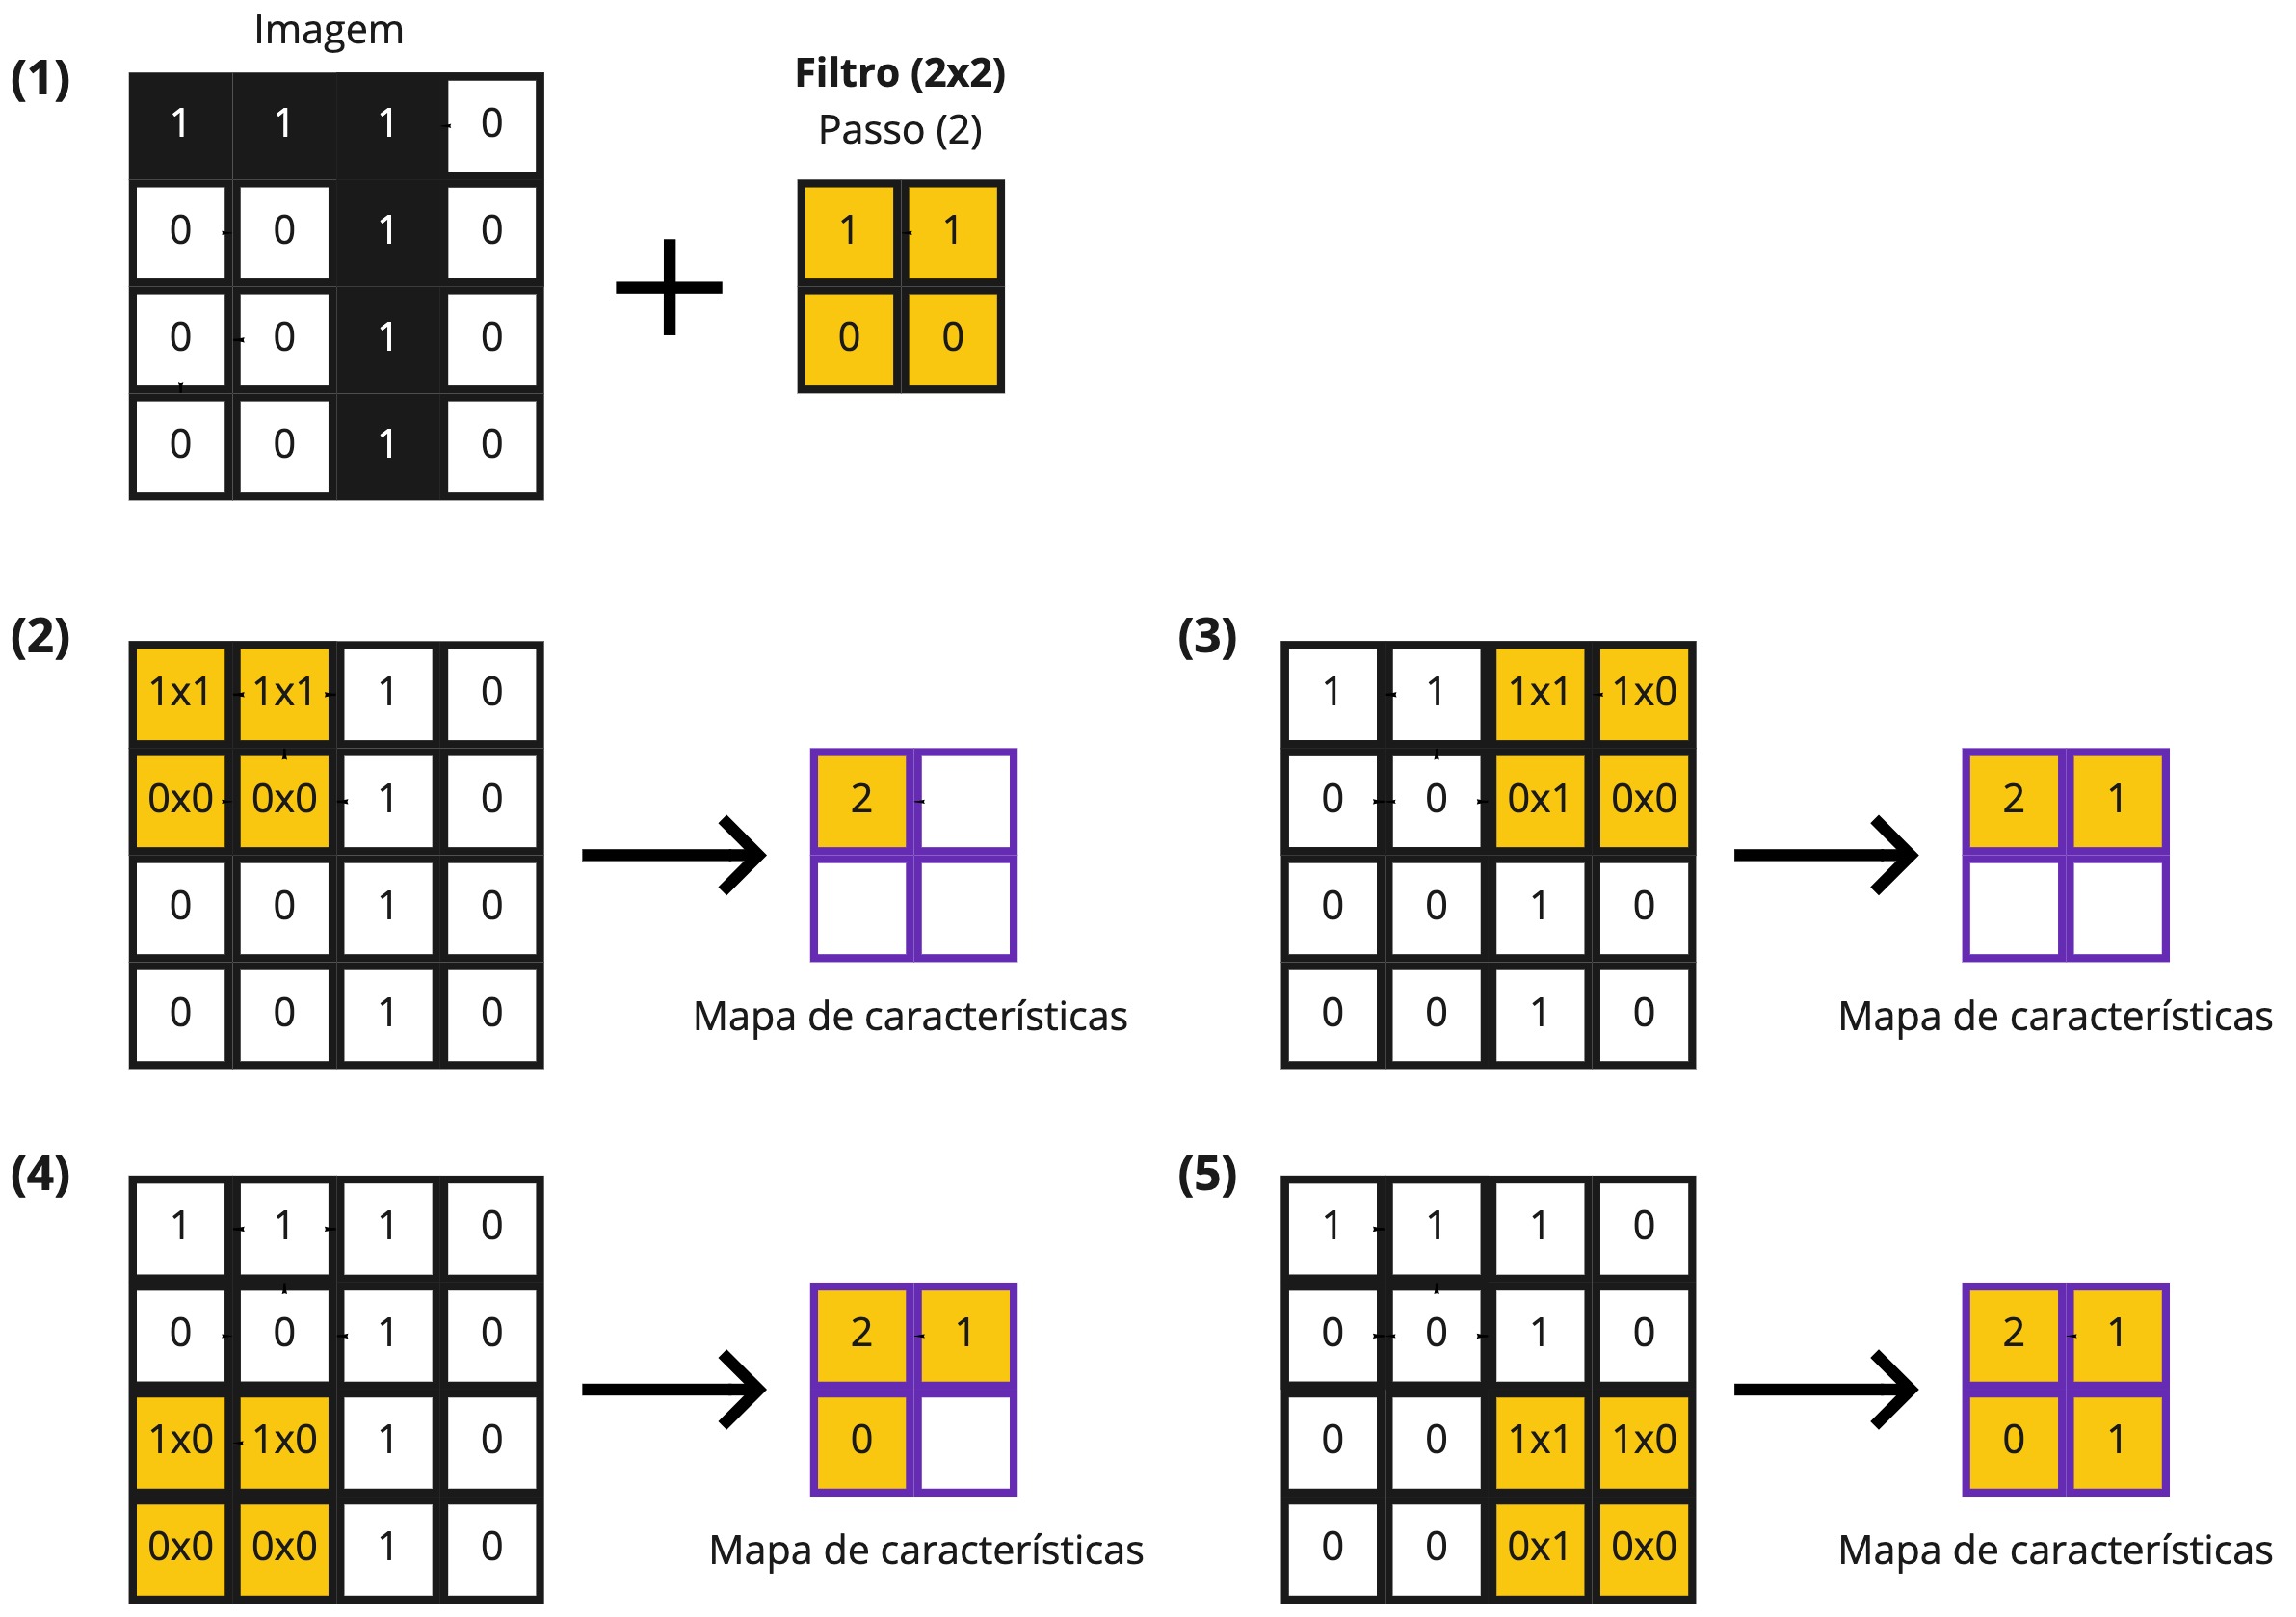 Imagem
(1)
1 1 1 0
0 0 1 0
0 0 1 0
0 0 1 0
Filtro (2x2)
Passo (2)
1 1
0 0
(2)
1x1 1x1 1 0
0x0 0x0 1 0
0 0 1 0
0 0 1 0
2
Mapa de características
(3)
1 1 1x1 1x0
0 0 0x1 0x0
0 0 1 0
0 0 1 0
2 1
Mapa de características
(4)
1 1 1 0
0 0 1 0
1x0 1x0 1 0
0x0 0x0 1 0
2 1
0
Mapa de características
(5)
1 1 1 0
0 0 1 0
0 0 1x1 1x0
0 0 0x1 0x0
2 1
0 1
Mapa de características